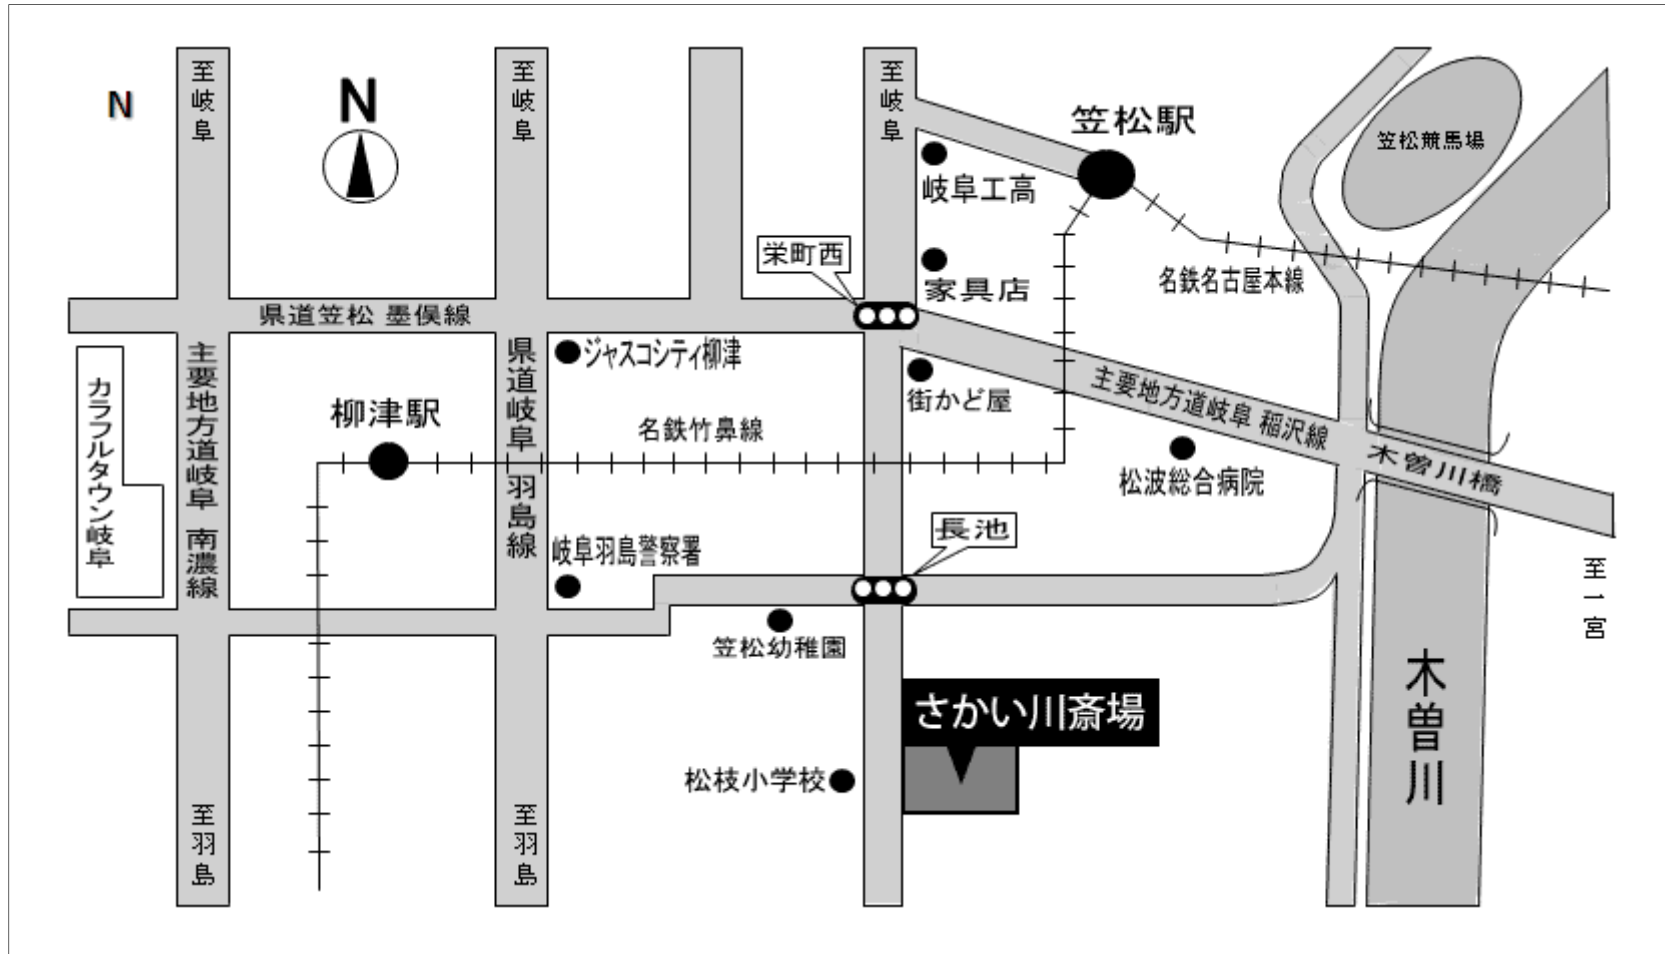 N
N
至岐阜
至岐阜
至岐阜
笠松駅
笠松競馬場
岐阜工高
栄町西
家具店
名鉄名古屋本線
県道笠松 墨俣線
主要地方道岐阜 南濃線
県道岐阜 羽島線
ジャスコシティ柳津
街かど屋
主要地方道岐阜 稲沢線
木曽川橋
カラフルタウン岐阜
柳津駅
名鉄竹鼻線
松波総合病院
長池
岐阜羽島警察署
至一宮
笠松幼稚園
木曽川
さかい川斎場
松枝小学校
至羽島
至羽島